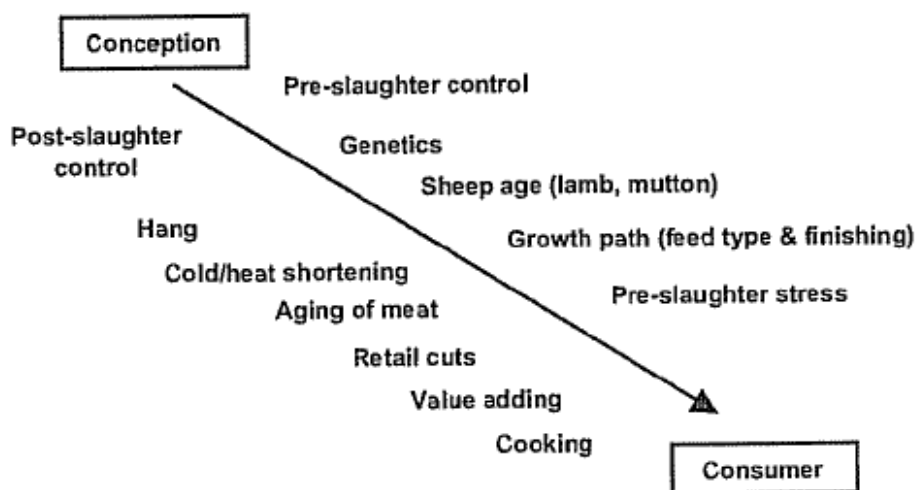 Conception
Pre-slaughter control
Post-slaughter
control
Genetics
Sheep age (lamb, mutton)
Hang
Growth path (feed type & finishing)
Cold/heat shortening
Pre-slaughter stress
Aging of meat
Retail cuts
Value adding
Cooking
Consumer